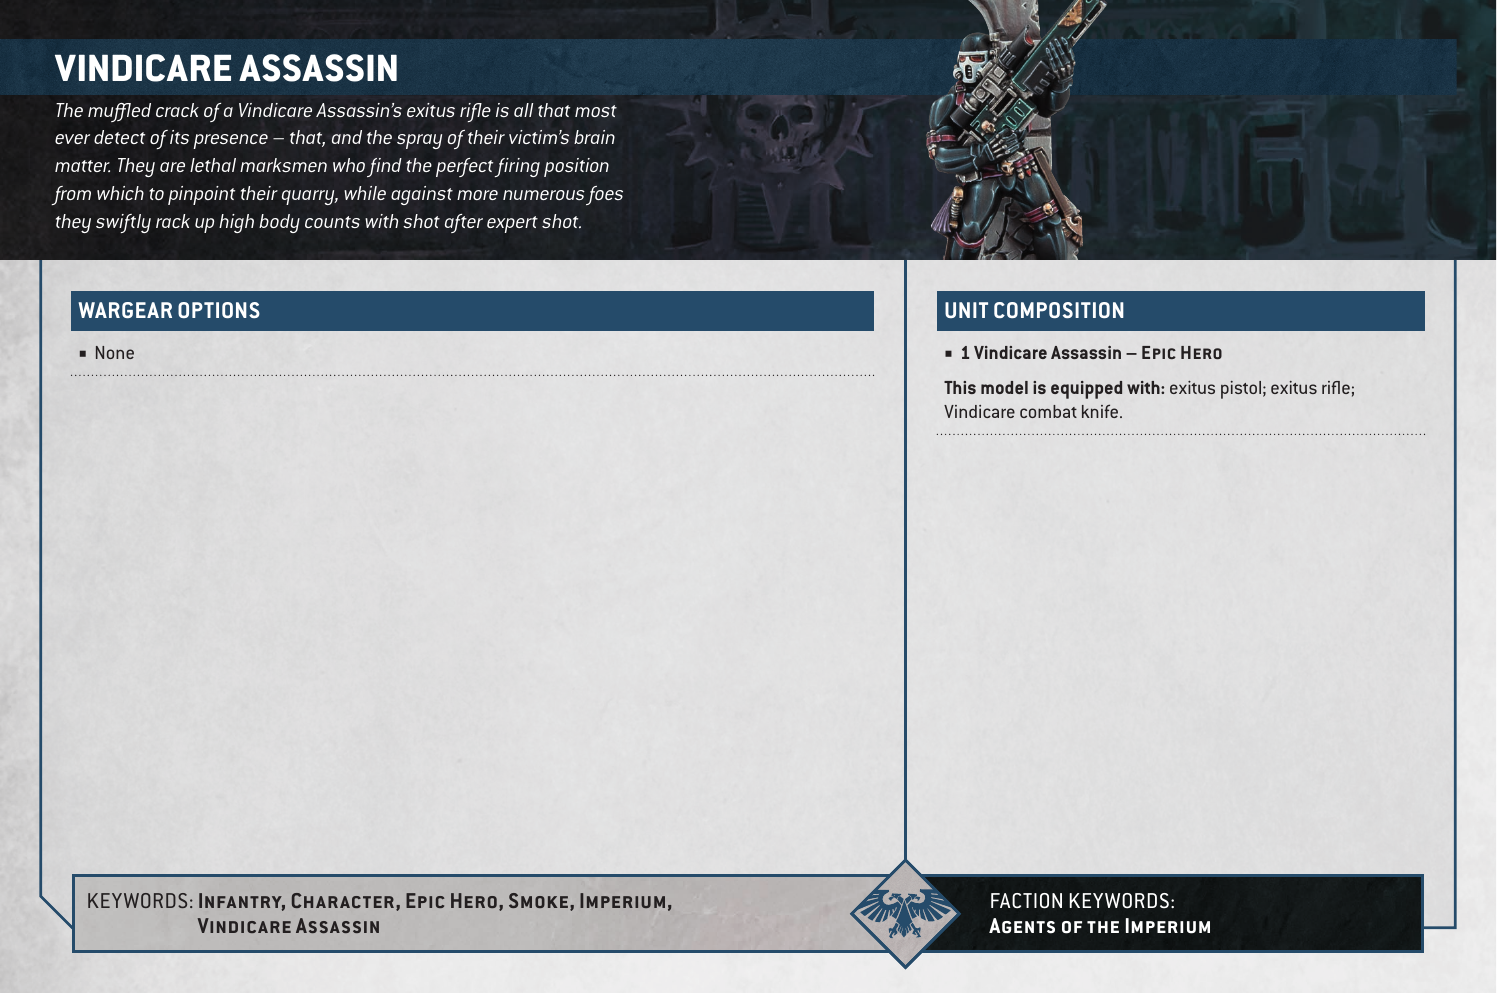 VINDICARE ASSASSIN
The muffled crack of a Vindicare Assassin’s exitus rifle is all that most
ever detect of its presence – that, and the spray of their victim’s brain
matter. They are lethal marksmen who find the perfect firing position
from which to pinpoint their quarry, while against more numerous foes
they swiftly rack up high body counts with shot after expert shot.
WARGEAR OPTIONS
▪ None
UNIT COMPOSITION
▪ 1 Vindicare Assassin – Epic Hero
This model is equipped with: exitus pistol; exitus rifle;
Vindicare combat knife.
KEYWORDS: Infantry, Character, Epic Hero, Smoke, Imperium,
Vindicare Assassin
FACTION KEYWORDS:
Agents of the Imperium